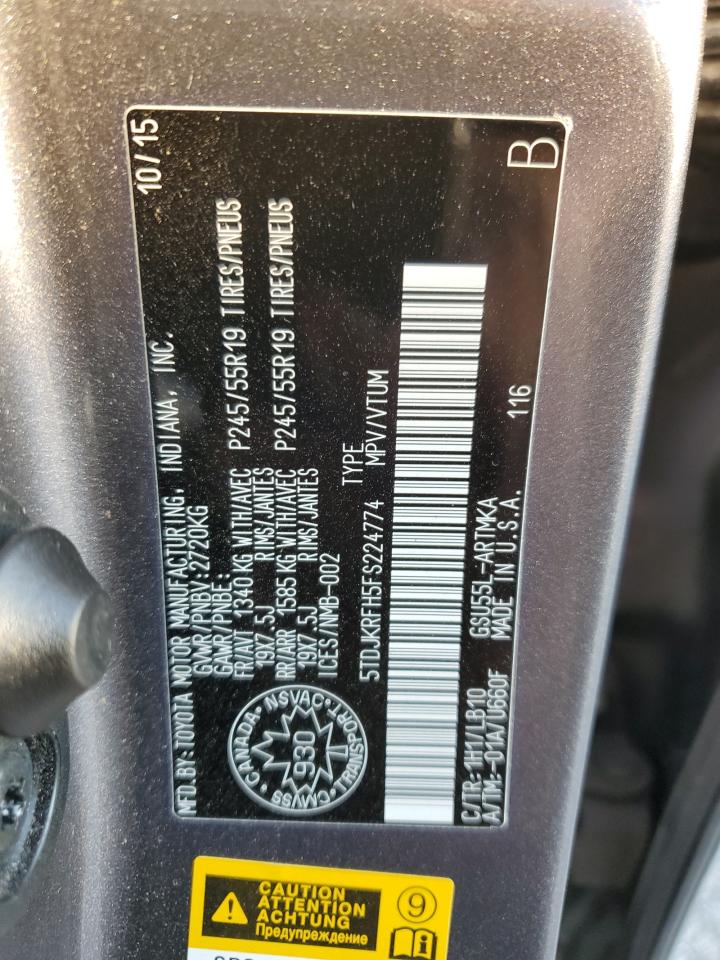 MFD.BY: TOYOTA MOTOR MANUFACTURING, INDIANA, INC. 10/15
GVWR/PNBV:2720KG
GAWR/PNBE:
FR/AVT 1340 KG WITH/AVEC P245/55R19 TIRES/PNEUS
19X7.5J RIMS/JANTES
RR/ARR 1585 KG WITH/AVEC P245/55R19 TIRES/PNEUS
19X7.5J RIMS/JANTES
ICES/NMB-002
CANADA NSVAC
930
CMVSS TRANSPORT
TYPE
5TDJKRFH5FS224774 MPV/VTUM
C/TR: 1H1/LB10 GSU55L-ARTMKA
A/TM:-01A/U660F MADE IN U.S.A. 116
B
CAUTION
ATTENTION
ACHTUNG
Предупреждение
9